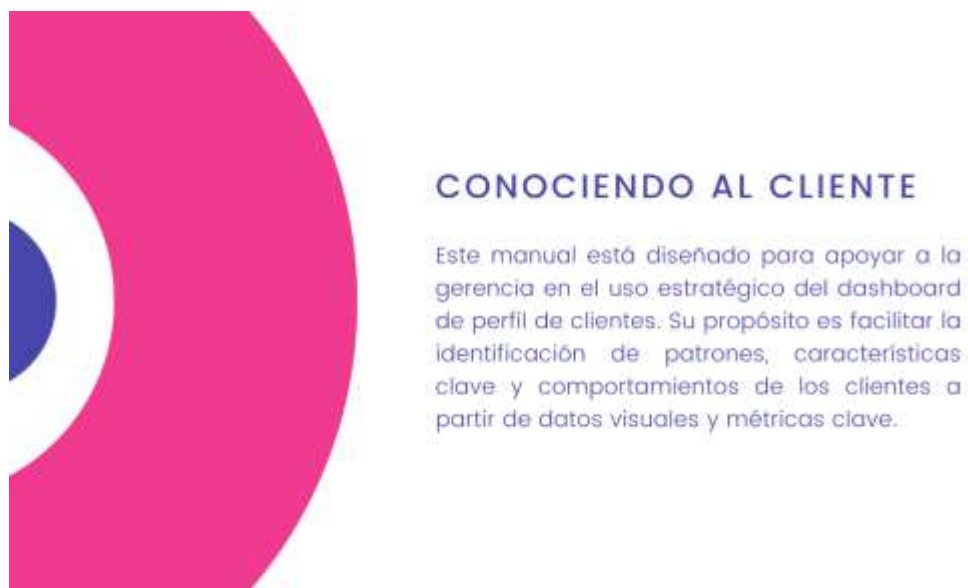 CONOCIENDO AL CLIENTE
Este manual está diseñado para apoyar a la
gerencia en el uso estratégico del dashboard
de perfil de clientes. Su propósito es facilitar la
identificación de patrones, características
clave y comportamientos de los clientes a
partir de datos visuales y métricas clave.